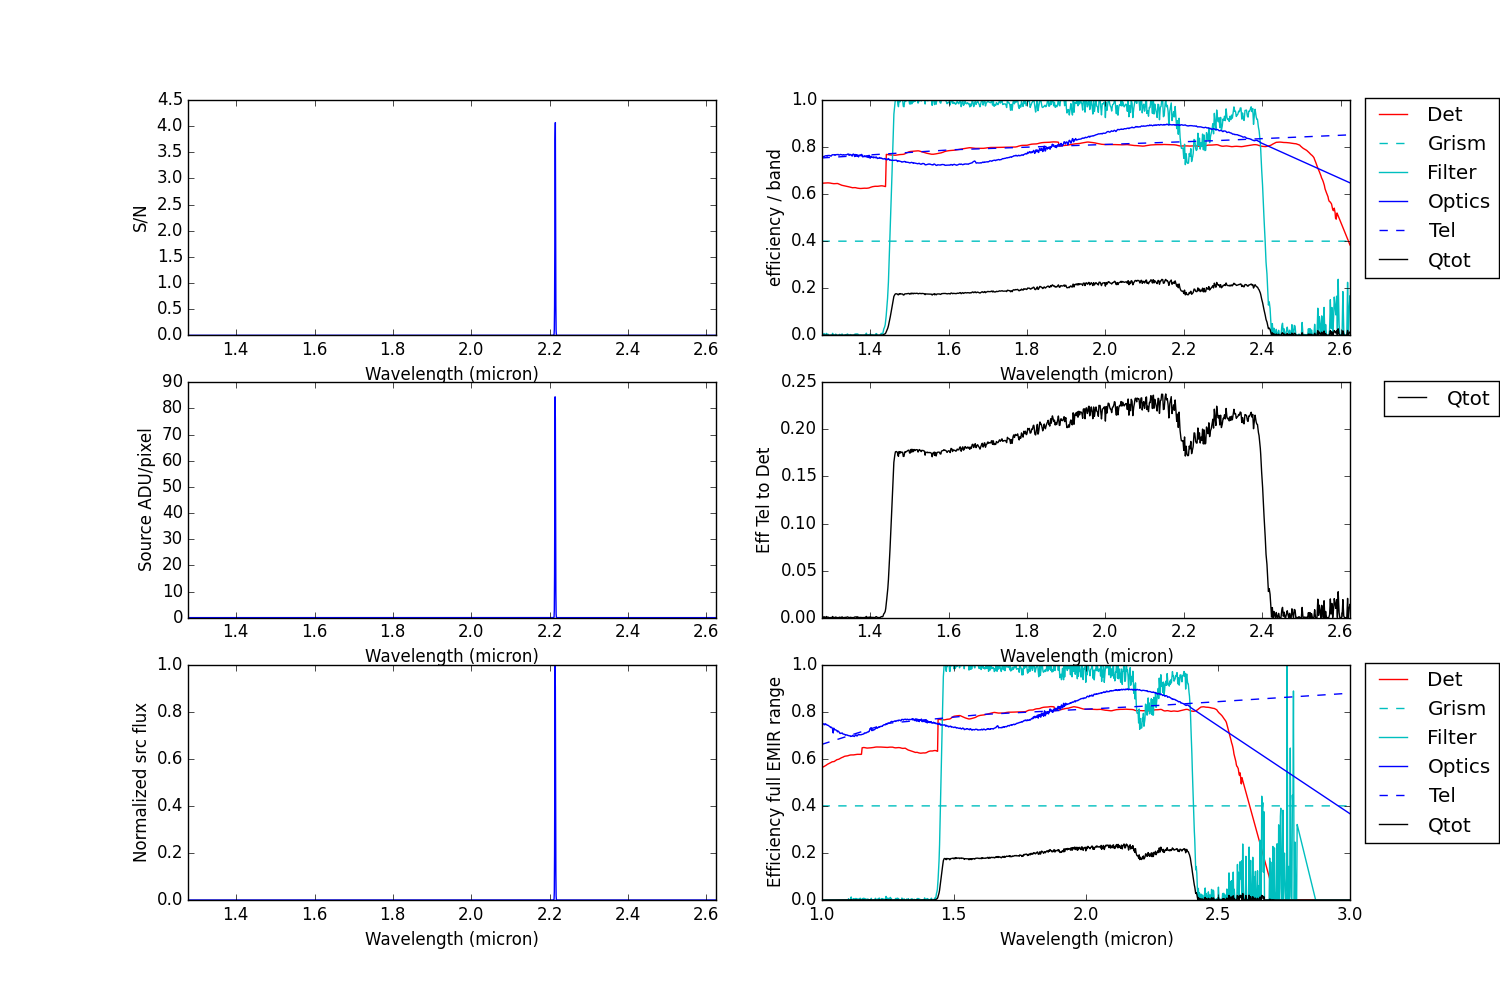 4.5
4.0
3.5
3.0
2.5
2.0
1.5
1.0
0.5
0.0
S/N
1.4 1.6 1.8 2.0 2.2 2.4 2.6
Wavelength (micron)
1.0
0.8
0.6
0.4
0.2
0.0
efficiency / band
1.4 1.6 1.8 2.0 2.2 2.4 2.6
Wavelength (micron)
Det
Grism
Filter
Optics
Tel
Qtot
90
80
70
60
50
40
30
20
10
0
Source ADU/pixel
1.4 1.6 1.8 2.0 2.2 2.4 2.6
Wavelength (micron)
0.25
0.20
0.15
0.10
0.05
0.00
Eff Tel to Det
1.4 1.6 1.8 2.0 2.2 2.4 2.6
Wavelength (micron)
Qtot
1.0
0.8
0.6
0.4
0.2
0.0
Normalized src flux
1.4 1.6 1.8 2.0 2.2 2.4 2.6
Wavelength (micron)
1.0
0.8
0.6
0.4
0.2
0.0
Efficiency full EMIR range
1.0 1.5 2.0 2.5 3.0
Wavelength (micron)
Det
Grism
Filter
Optics
Tel
Qtot